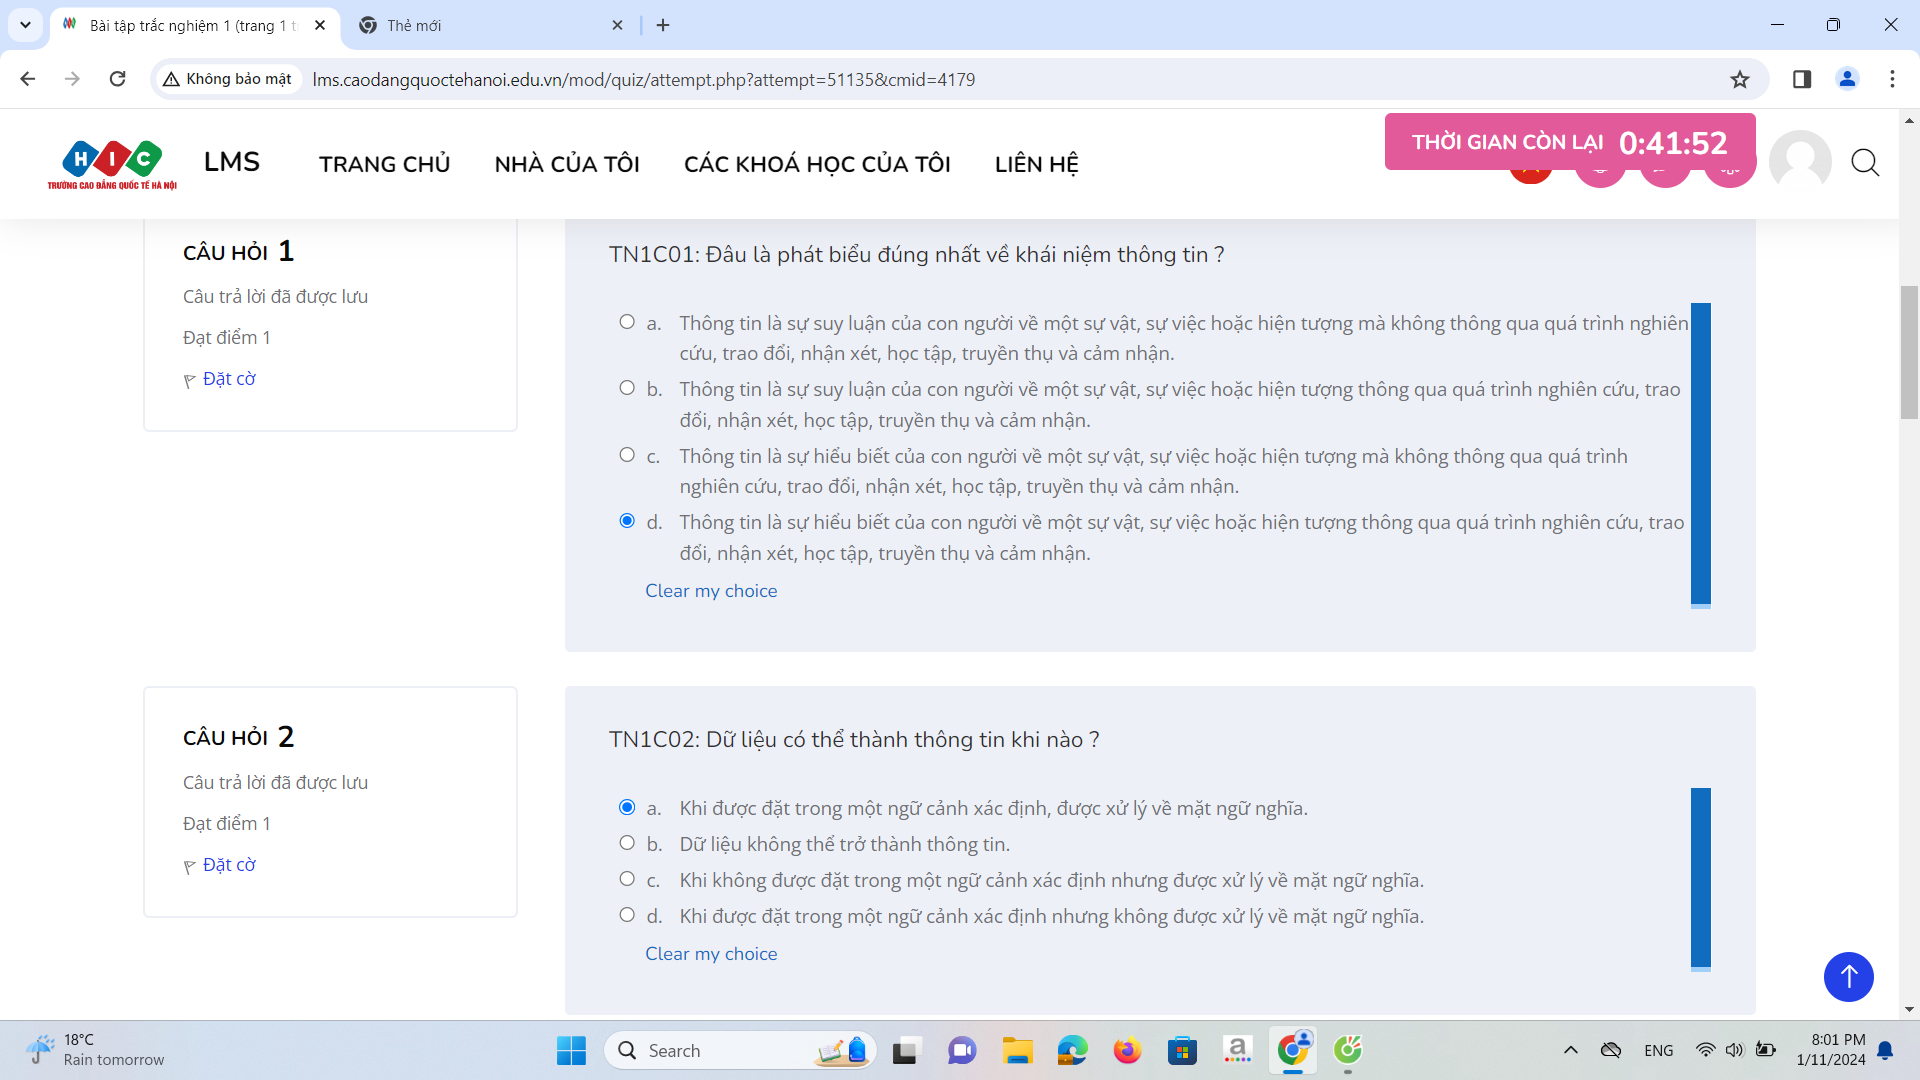 Bài tập trắc nghiệm 1 (trang 1 t
Thẻ mới
Không bảo mật
lms.caodangquoctehanoi.edu.vn/mod/quiz/attempt.php?attempt=51135&cmid=4179
HIC
TRƯỜNG CAO ĐẲNG QUỐC TẾ HÀ NỘI
LMS
TRANG CHỦ
NHÀ CỦA TÔI
CÁC KHOÁ HỌC CỦA TÔI
LIÊN HỆ
THỜI GIAN CÒN LẠI 0:41:52
CÂU HỎI 1
Câu trả lời đã được lưu
Đạt điểm 1
Đặt cờ
TN1C01: Đâu là phát biểu đúng nhất về khái niệm thông tin ?
a. Thông tin là sự suy luận của con người về một sự vật, sự việc hoặc hiện tượng mà không thông qua quá trình nghiên
cứu, trao đổi, nhận xét, học tập, truyền thụ và cảm nhận.
b. Thông tin là sự suy luận của con người về một sự vật, sự việc hoặc hiện tượng thông qua quá trình nghiên cứu, trao
đổi, nhận xét, học tập, truyền thụ và cảm nhận.
c. Thông tin là sự hiểu biết của con người về một sự vật, sự việc hoặc hiện tượng mà không thông qua quá trình
nghiên cứu, trao đổi, nhận xét, học tập, truyền thụ và cảm nhận.
d. Thông tin là sự hiểu biết của con người về một sự vật, sự việc hoặc hiện tượng thông qua quá trình nghiên cứu, trao
đổi, nhận xét, học tập, truyền thụ và cảm nhận.
Clear my choice
CÂU HỎI 2
Câu trả lời đã được lưu
Đạt điểm 1
Đặt cờ
TN1C02: Dữ liệu có thể thành thông tin khi nào ?
a. Khi được đặt trong một ngữ cảnh xác định, được xử lý về mặt ngữ nghĩa.
b. Dữ liệu không thể trở thành thông tin.
c. Khi không được đặt trong một ngữ cảnh xác định nhưng được xử lý về mặt ngữ nghĩa.
d. Khi được đặt trong một ngữ cảnh xác định nhưng không được xử lý về mặt ngữ nghĩa.
Clear my choice
18°C
Rain tomorrow
Search
a
ENG
8:01 PM
1/11/2024